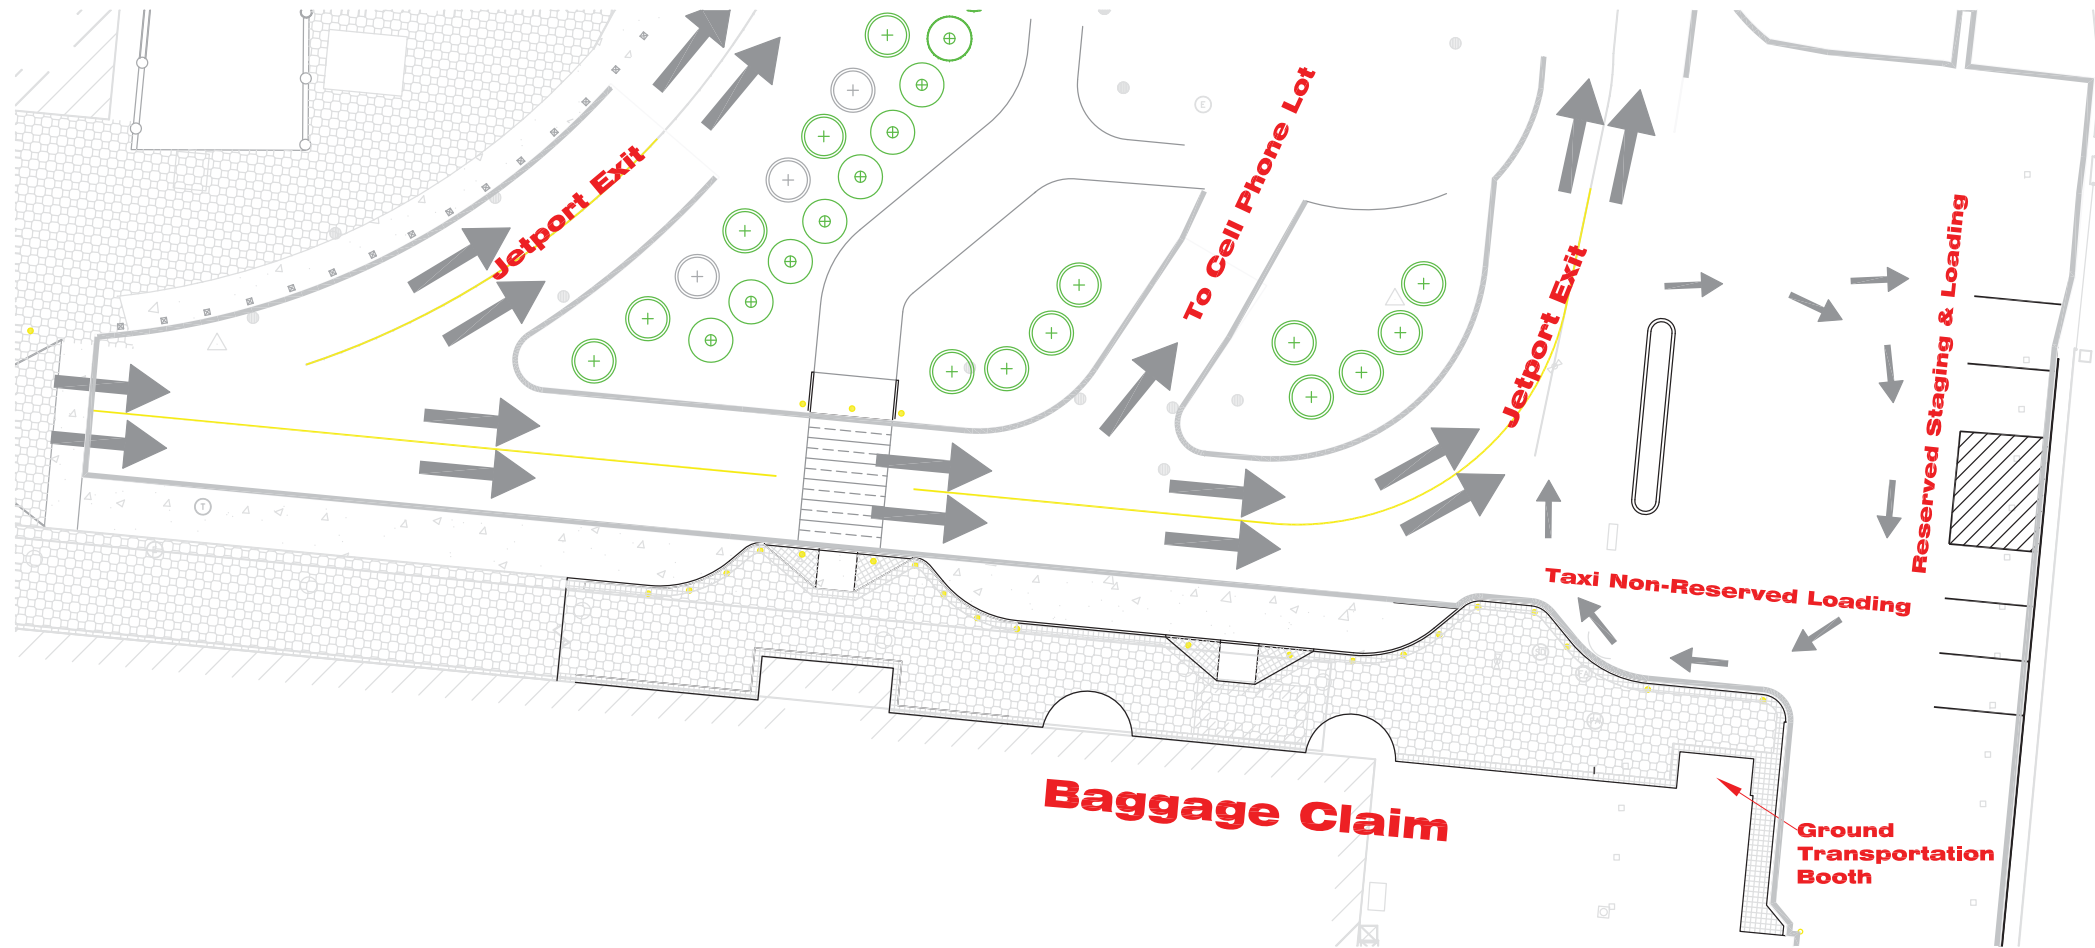 Jetport Exit
To Cell Phone Lot
Jetport Exit
Reserved Staging & Loading
Taxi Non-Reserved Loading
Baggage Claim
Ground
Transportation
Booth
E
T